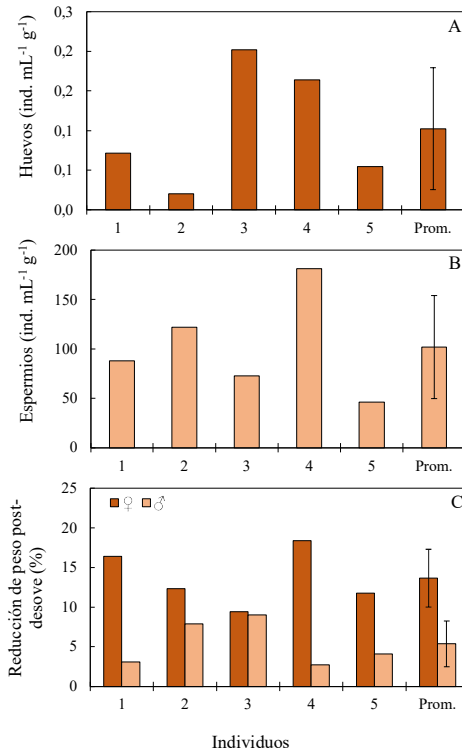 A
Huevos (ind. mL⁻¹ g⁻¹)
0,3
0,2
0,2
0,1
0,1
0,0
1 2 3 4 5 Prom.
B
Espermios (ind. mL⁻¹ g⁻¹)
200
150
100
50
0
1 2 3 4 5 Prom.
C
♀ ♂
Reducción de peso post-
desove (%)
25
20
15
10
5
0
1 2 3 4 5 Prom.
Individuos